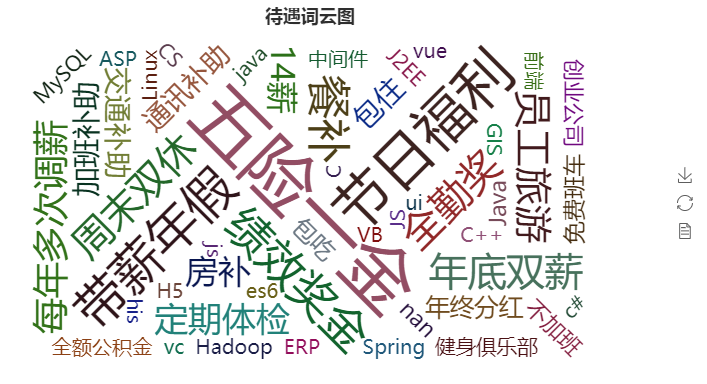 待遇词云图
MySQL
ASP
Linux
CS
通讯补助
java
14薪
中间件
J2EE
vue
前端
创业公司
交通补助
加班补助
餐补
包住
节日福利
员工旅游
五险一金
周末双休
每年多次调薪
带薪年假
C
GIS
全勤奖
Java
免费班车
ui
JS
VB
C++
包吃
绩效奖金
js
房补
es6
H5
his
定期体检
年底双薪
年终分红
nan
不加班
C#
全额公积金
vc
Hadoop
ERP
Spring
健身俱乐部